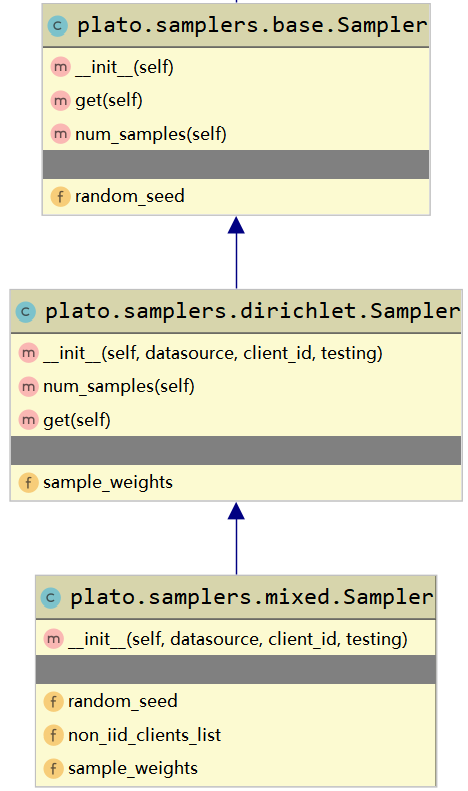 C plato.samplers.base.Sampler
m __init__(self)
m get(self)
m num_samples(self)
f random_seed
C plato.samplers.dirichlet.Sampler
m __init__(self, datasource, client_id, testing)
m num_samples(self)
m get(self)
f sample_weights
C plato.samplers.mixed.Sampler
m __init__(self, datasource, client_id, testing)
f random_seed
f non_iid_clients_list
f sample_weights